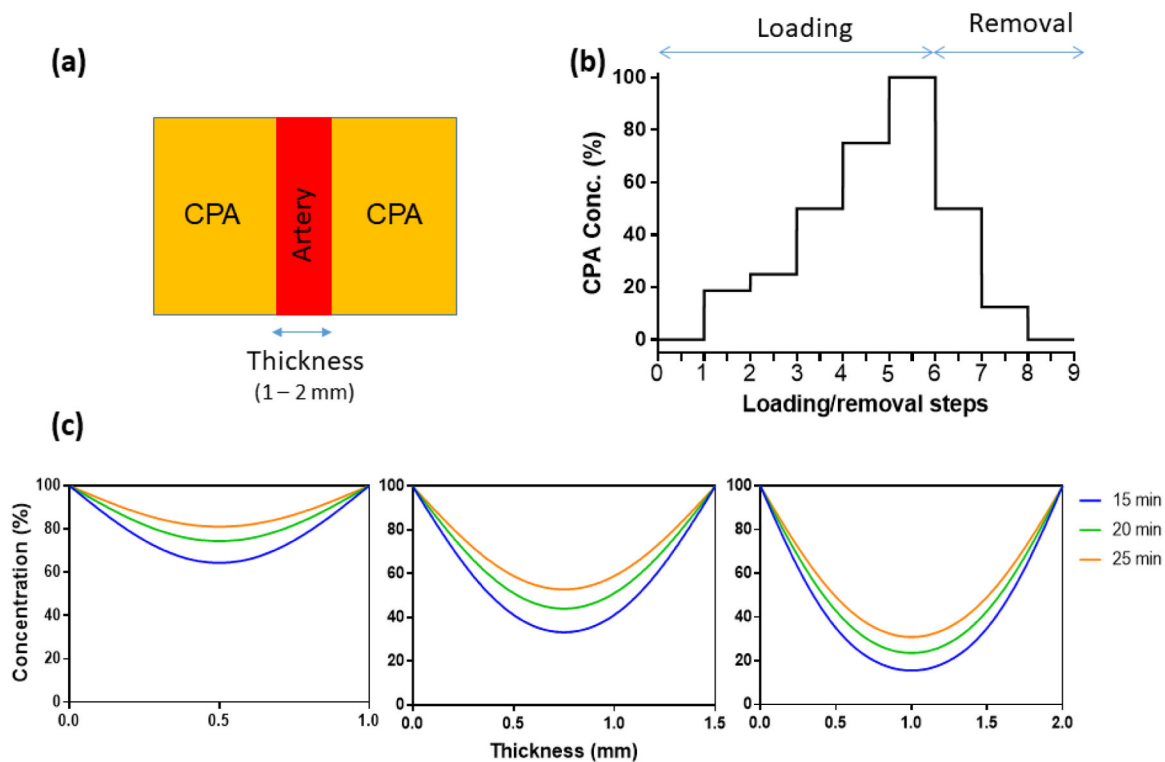 (a)
CPA
Artery
CPA
Thickness
(1 – 2 mm)
(b)
Loading
Removal
CPA Conc. (%)
100
80
60
40
20
0
0 1 2 3 4 5 6 7 8 9
Loading/removal steps
(c)
Concentration (%)
100
80
60
40
20
0
0.0 0.5 1.0
100
80
60
40
20
0
0.0 0.5 1.0 1.5
100
80
60
40
20
0
0.0 0.5 1.0 1.5 2.0
Thickness (mm)
15 min
20 min
25 min